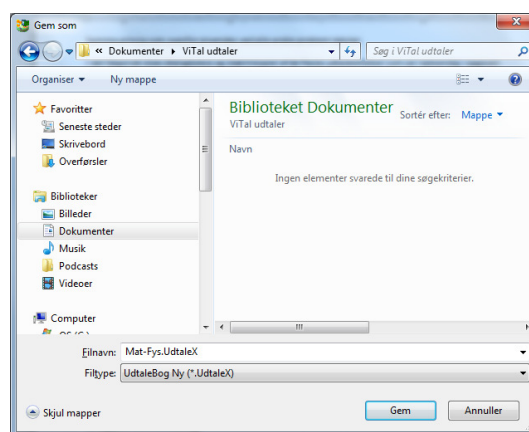 Gem som
« Dokumenter ▸ ViTal udtaler
Søg i ViTal udtaler
Organiser
Ny mappe
Favoritter
Seneste steder
Skrivebord
Overførsler
Biblioteker
Billeder
Dokumenter
Musik
Podcasts
Videoer
Computer
Biblioteket Dokumenter
ViTal udtaler
Sortér efter: Mappe
Navn
Ingen elementer svarede til dine søgekriterier.
Filnavn: Mat-Fys.UdtaleX
Filtype: UdtaleBog Ny (*.UdtaleX)
Skjul mapper
Gem
Annuller